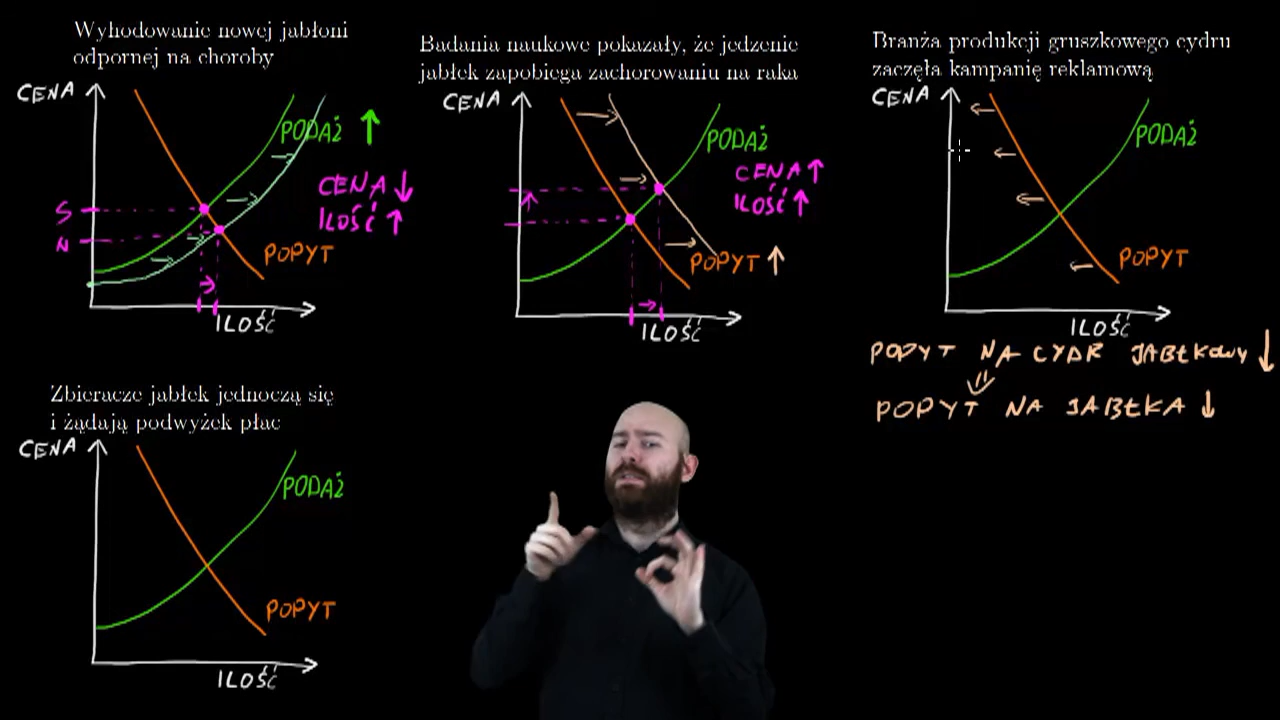 Wyhodowanie nowej jabłoni
odpornej na choroby
CENA
PODAŻ ↑
CENA ↓
ILOŚĆ ↑
S
N
POPYT
ILOŚĆ
Badania naukowe pokazały, że jedzenie
jabłek zapobiega zachorowaniu na raka
CENA
PODAŻ
CENA ↑
ILOŚĆ ↑
POPYT ↑
ILOŚĆ
Branża produkcji gruszkowego cydru
zaczęła kampanię reklamową
CENA
PODAŻ
POPYT
ILOŚĆ
POPYT NA CYDR JABŁKOWY ↓
POPYT NA JABŁKA ↓
Zbieracze jabłek jednoczą się
i żądają podwyżek płac
CENA
PODAŻ
POPYT
ILOŚĆ